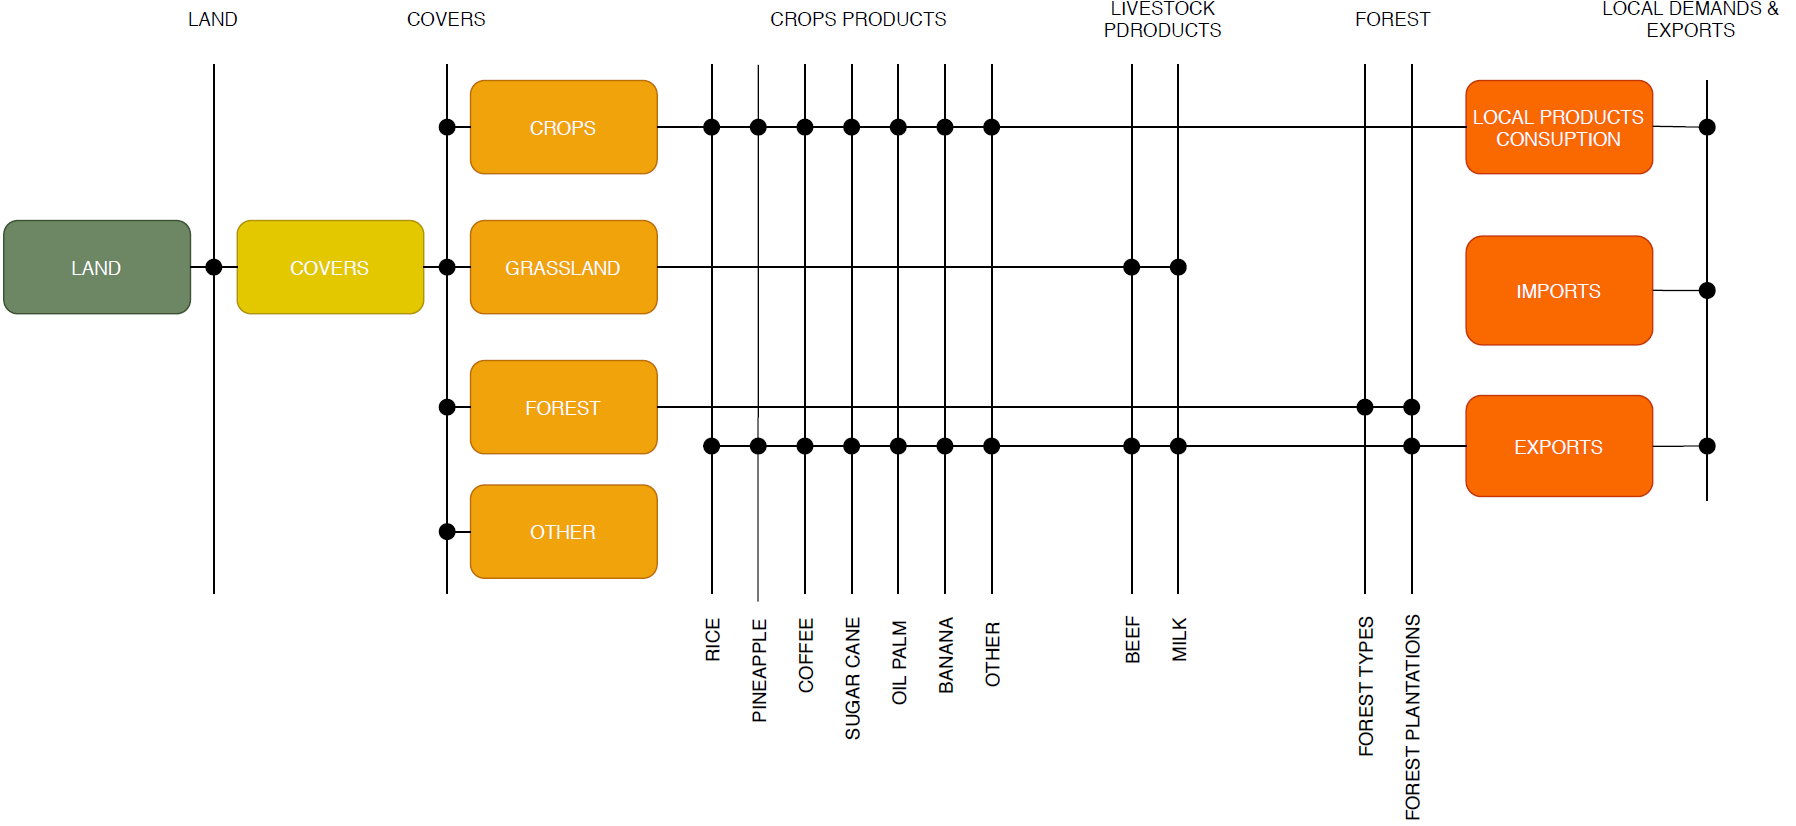 LAND
COVERS
CROPS PRODUCTS
LIVESTOCK
PDRODUCTS
FOREST
LOCAL DEMANDS &
EXPORTS
CROPS
LOCAL PRODUCTS
CONSUPTION
LAND
COVERS
GRASSLAND
IMPORTS
FOREST
EXPORTS
OTHER
RICE
PINEAPPLE
COFFEE
SUGAR CANE
OIL PALM
BANANA
OTHER
BEEF
MILK
FOREST TYPES
FOREST PLANTATIONS